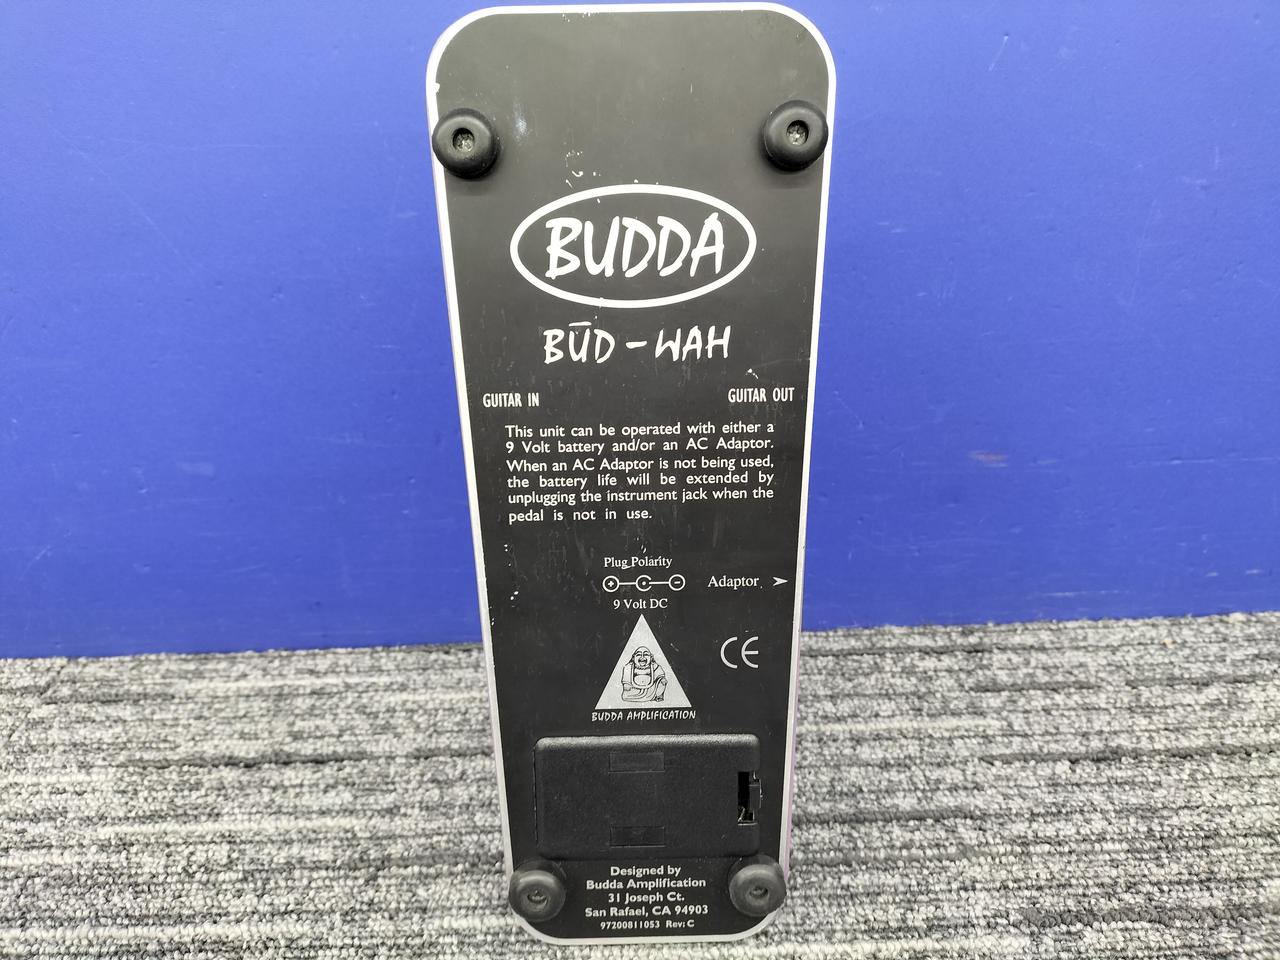 BUDDA
BŪD-WAH
GUITAR IN GUITAR OUT
This unit can be operated with either a
9 Volt battery and/or an AC Adaptor.
When an AC Adaptor is not being used,
the battery life will be extended by
unplugging the instrument jack when the
pedal is not in use.
Plug Polarity
Adaptor ➤
9 Volt DC
CE
BUDDA AMPLIFICATION
Designed by
Budda Amplification
31 Joseph Ct.
San Rafael, CA 94903
97200811053 Rev: C